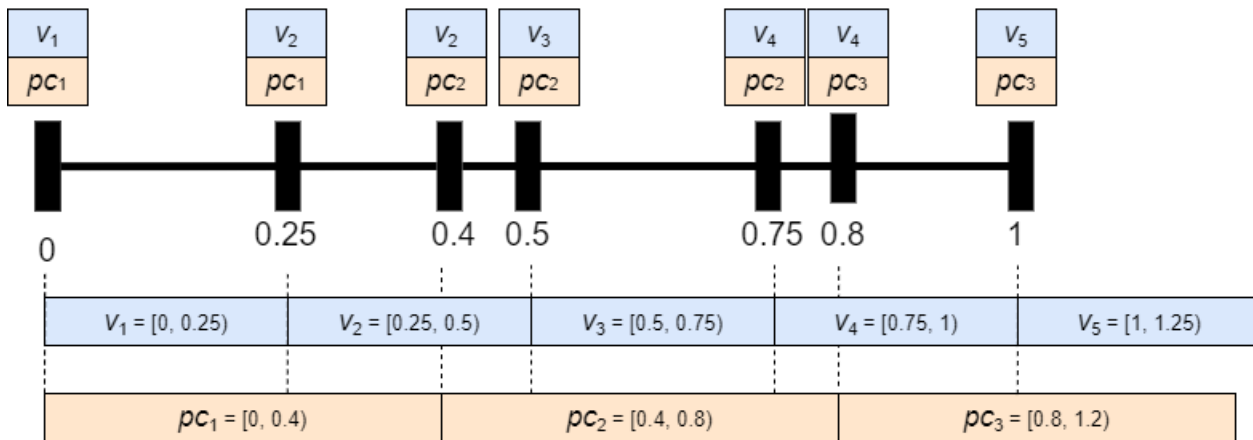 V₁ V₂ V₂ V₃ V₄ V₄ V₅
pc₁ pc₁ pc₂ pc₂ pc₂ pc₃ pc₃
0 0.25 0.4 0.5 0.75 0.8 1
V₁ = [0, 0.25) V₂ = [0.25, 0.5) V₃ = [0.5, 0.75) V₄ = [0.75, 1) V₅ = [1, 1.25)
pc₁ = [0, 0.4) pc₂ = [0.4, 0.8) pc₃ = [0.8, 1.2)